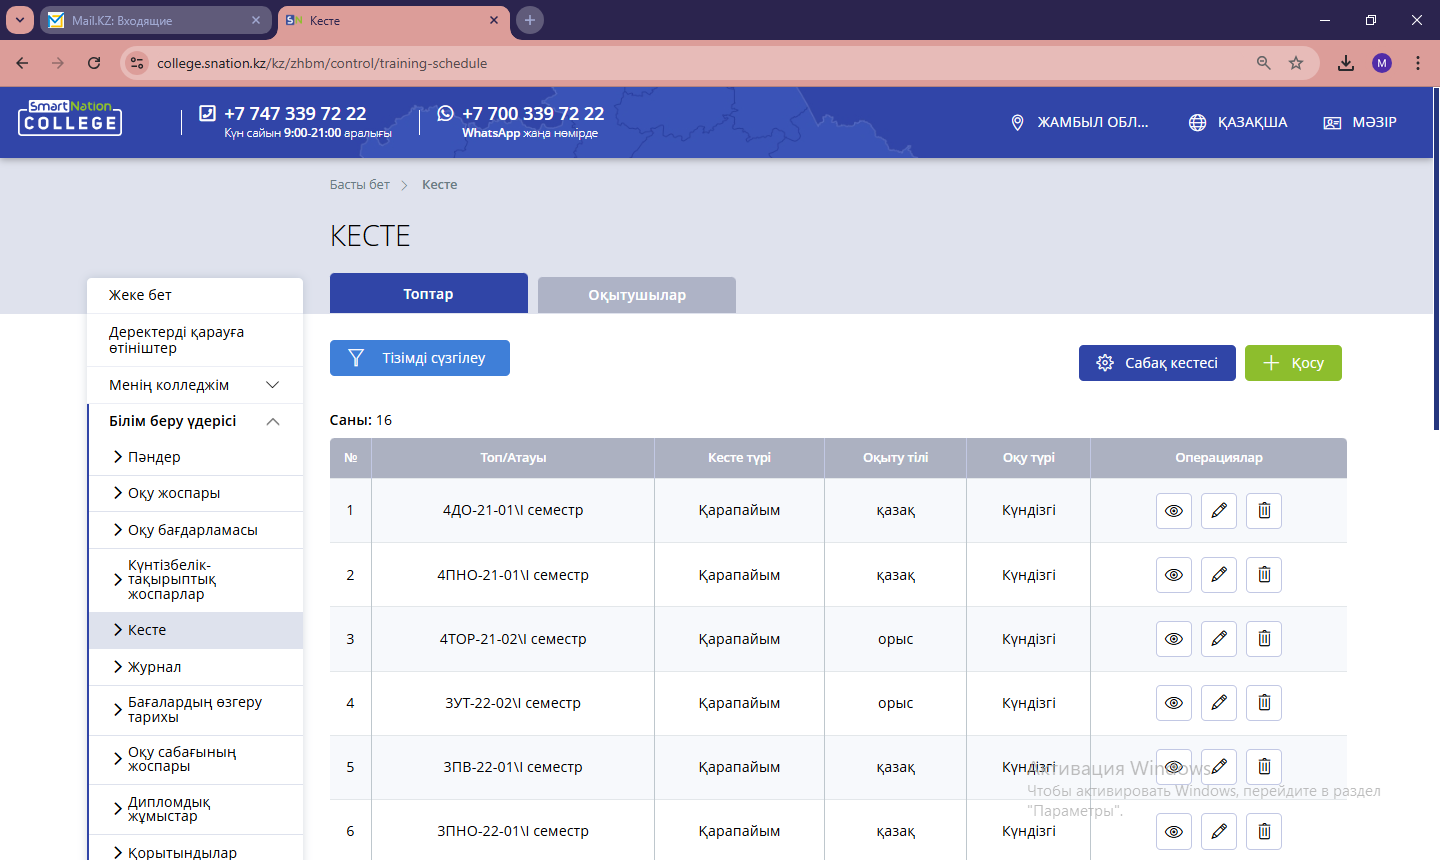 Mail.KZ: Входящие
Кесте
college.snation.kz/kz/zhbm/control/training-schedule
M
Smart Nation
COLLEGE
+7 747 339 72 22
Күн сайын 9:00-21:00 аралығы
+7 700 339 72 22
WhatsApp жаңа нөмірде
ЖАМБЫЛ ОБЛ...
ҚАЗАҚША
МӘЗІР
Басты бет
Кесте
КЕСТЕ
Топтар
Оқытушылар
Жеке бет
Деректерді қарауға
өтініштер
Менің колледжім
Білім беру үдерісі
Пәндер
Оқу жоспары
Оқу бағдарламасы
Күнтізбелік-
тақырыптық
жоспарлар
Кесте
Журнал
Бағалардың өзгеру
тарихы
Оқу сабағының
жоспары
Дипломдық
жұмыстар
Қорытындылар
Тізімді сүзгілеу
Сабақ кестесі
Қосу
Саны: 16
№ Топ/Атауы Кесте түрі Оқыту тілі Оқу түрі Операциялар
1 4ДО-21-01\I семестр Қарапайым қазақ Күндізгі
2 4ПНО-21-01\I семестр Қарапайым қазақ Күндізгі
3 4ТОР-21-02\I семестр Қарапайым орыс Күндізгі
4 3УТ-22-02\I семестр Қарапайым орыс Күндізгі
5 3ПВ-22-01\I семестр Қарапайым қазақ Күндізгі
6 3ПНО-22-01\I семестр Қарапайым қазақ Күндізгі
Активация Windows
Чтобы активировать Windows, перейдите в раздел
"Параметры".